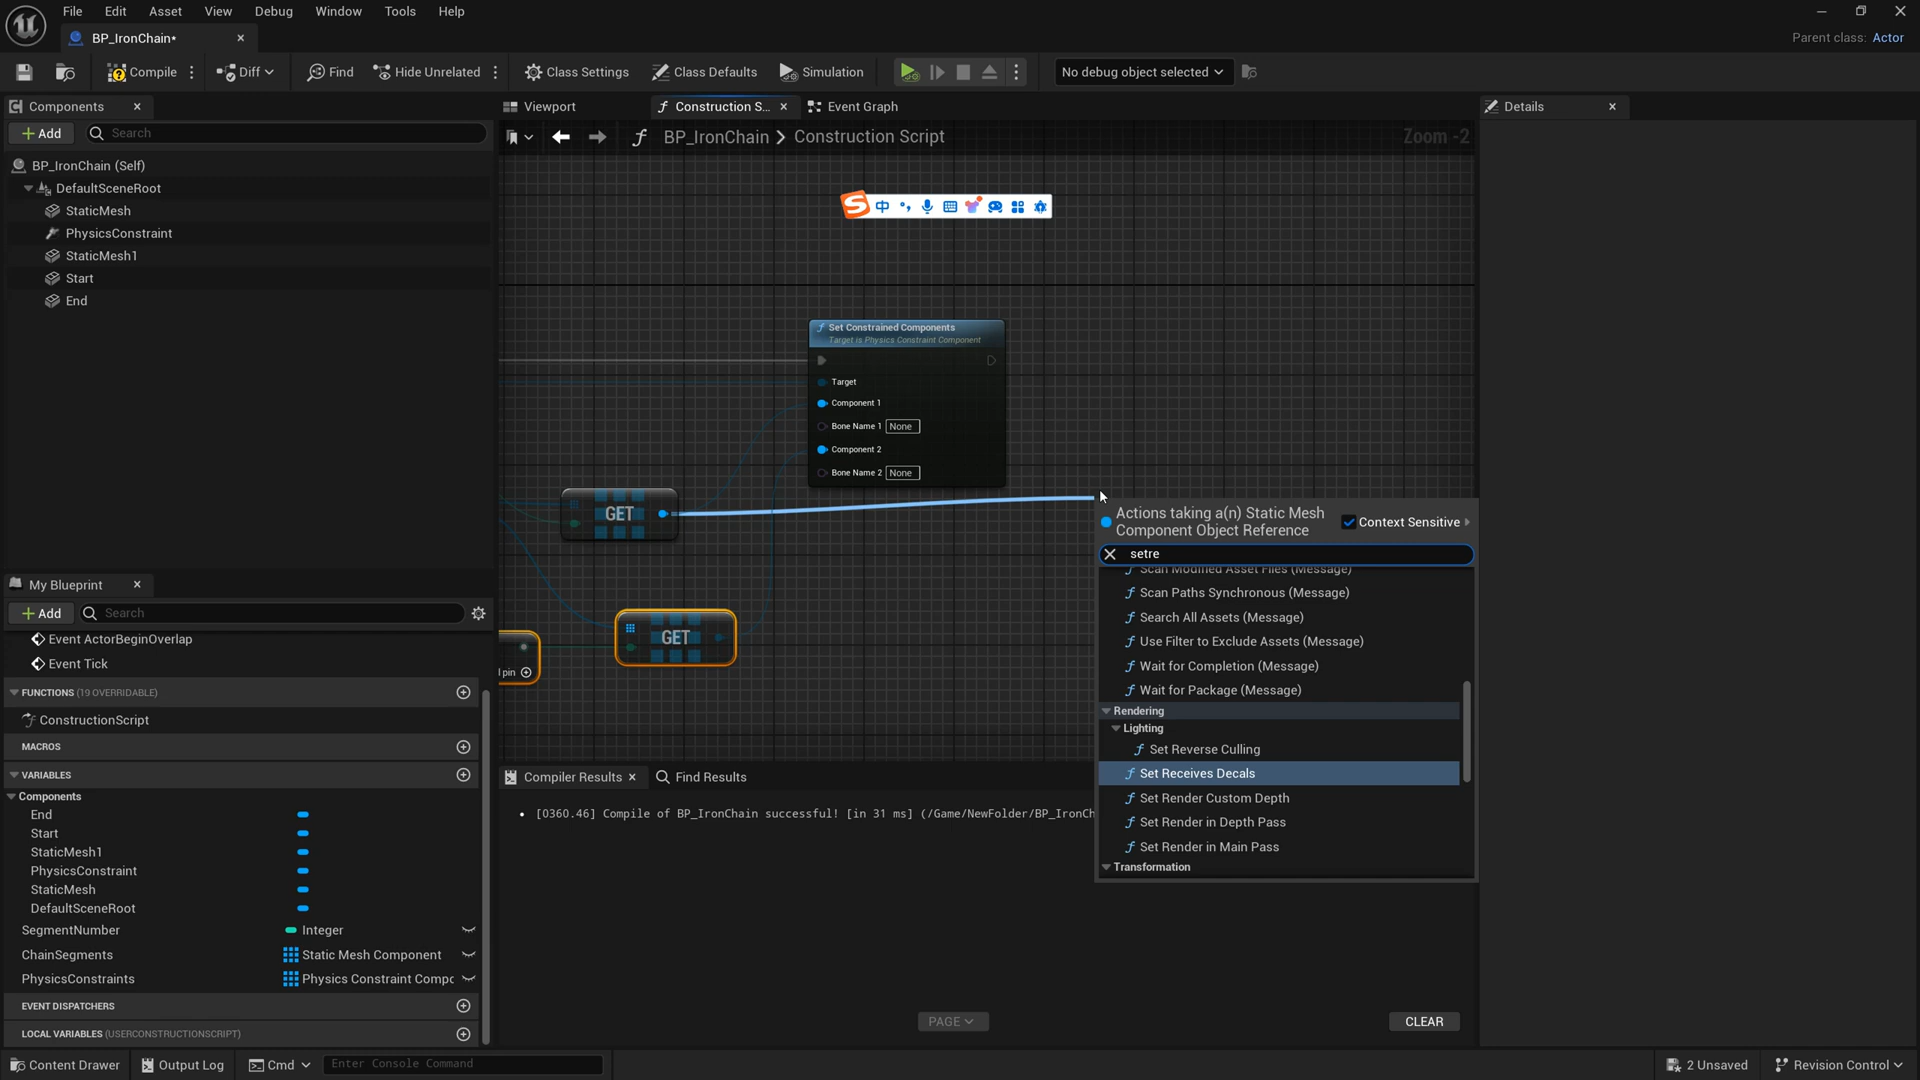 File Edit Asset View Debug Window Tools Help
BP_IronChain*
Parent class: Actor
Compile Diff Find Hide Unrelated Class Settings Class Defaults Simulation No debug object selected
Components
Add Search
BP_IronChain (Self)
DefaultSceneRoot
StaticMesh
PhysicsConstraint
StaticMesh1
Start
End
Viewport Construction S... Event Graph
BP_IronChain Construction Script
Zoom -2
Details
中
Set Constrained Components
Target is Physics Constraint Component
Target
Component 1
Bone Name 1 None
Component 2
Bone Name 2 None
GET
GET
d pin
Actions taking a(n) Static Mesh
Component Object Reference
Context Sensitive
setre
Scan Modified Asset Files (Message)
Scan Paths Synchronous (Message)
Search All Assets (Message)
Use Filter to Exclude Assets (Message)
Wait for Completion (Message)
Wait for Package (Message)
Rendering
Lighting
Set Reverse Culling
Set Receives Decals
Set Render Custom Depth
Set Render in Depth Pass
Set Render in Main Pass
Transformation
My Blueprint
Add Search
Event ActorBeginOverlap
Event Tick
FUNCTIONS (19 OVERRIDABLE)
ConstructionScript
MACROS
VARIABLES
Components
End
Start
StaticMesh1
PhysicsConstraint
StaticMesh
DefaultSceneRoot
SegmentNumber Integer
ChainSegments Static Mesh Component
PhysicsConstraints Physics Constraint Compo
EVENT DISPATCHERS
LOCAL VARIABLES (USERCONSTRUCTIONSCRIPT)
Compiler Results Find Results
[0360.46] Compile of BP_IronChain successful! [in 31 ms] (/Game/NewFolder/BP_IronCh
PAGE
CLEAR
Content Drawer Output Log Cmd Enter Console Command
2 Unsaved Revision Control